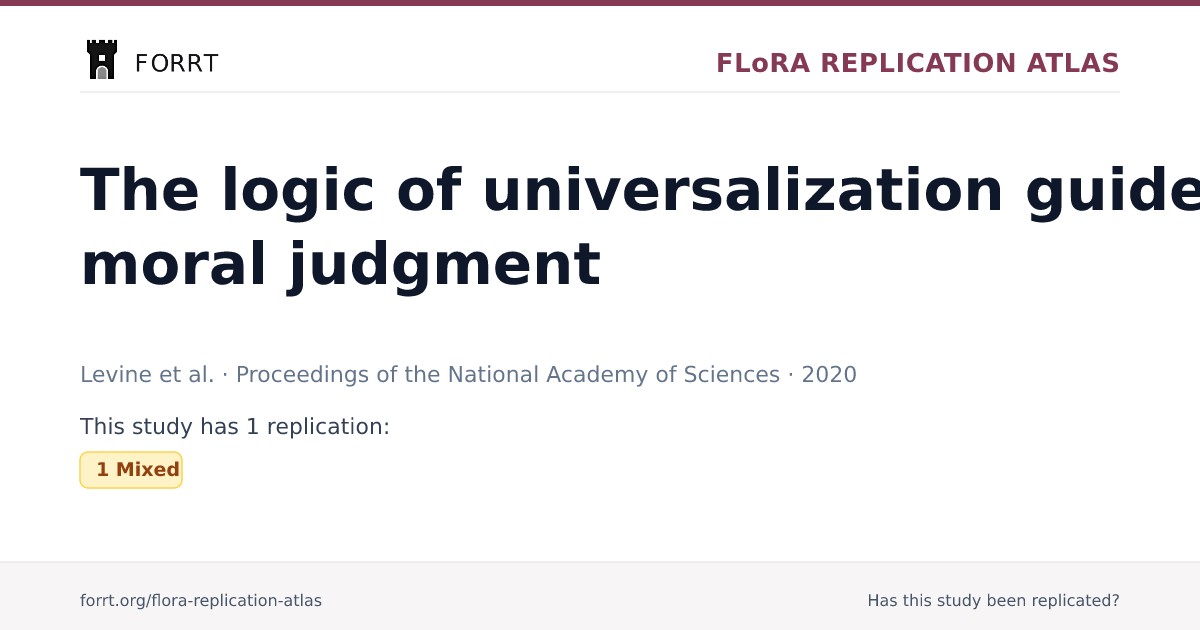 FORRT
FLoRA REPLICATION ATLAS
The logic of universalization guide
moral judgment
Levine et al. · Proceedings of the National Academy of Sciences · 2020
This study has 1 replication:
1 Mixed
forrt.org/flora-replication-atlas
Has this study been replicated?